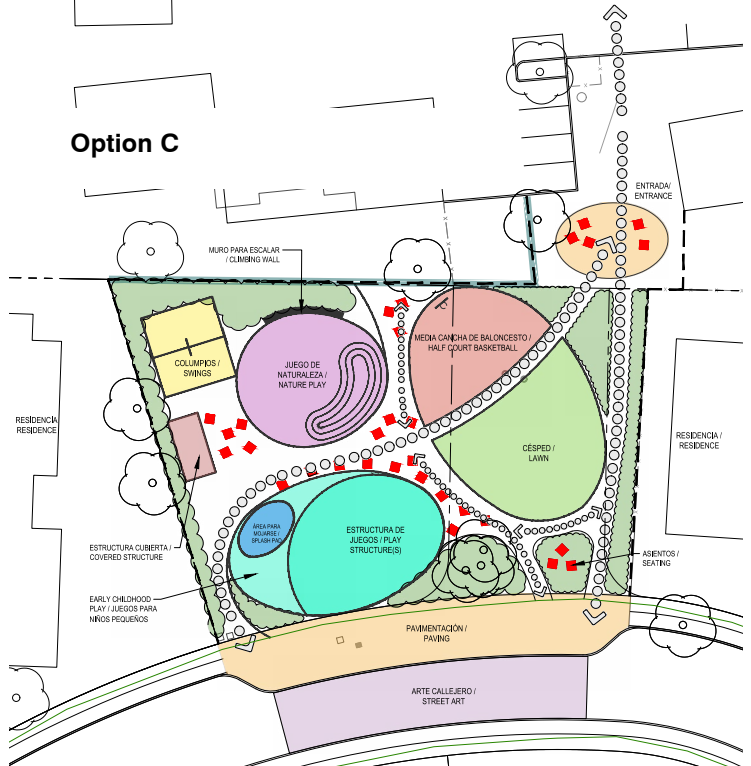 Option C
ENTRADA/
ENTRANCE
MURO PARA ESCALAR
/ CLIMBING WALL
MEDIA CANCHA DE BALONCESTO /
HALF COURT BASKETBALL
COLUMPIOS /
SWINGS
JUEGO DE
NATURALEZA /
NATURE PLAY
RESIDENCÍA
RESIDENCE
RESIDENCIA /
RESIDENCE
CÉSPED /
LAWN
ÁREA PARA
MOJARSE /
SPLASH PAD
ESTRUCTURA DE
JUEGOS / PLAY
STRUCTURE(S)
ESTRUCTURA CUBIERTA /
COVERED STRUCTURE
ASIENTOS /
SEATING
EARLY CHILDHOOD
PLAY / JUEGOS PARA
NIÑOS PEQUEÑOS
PAVIMENTACIÓN /
PAVING
ARTE CALLEJERO /
STREET ART